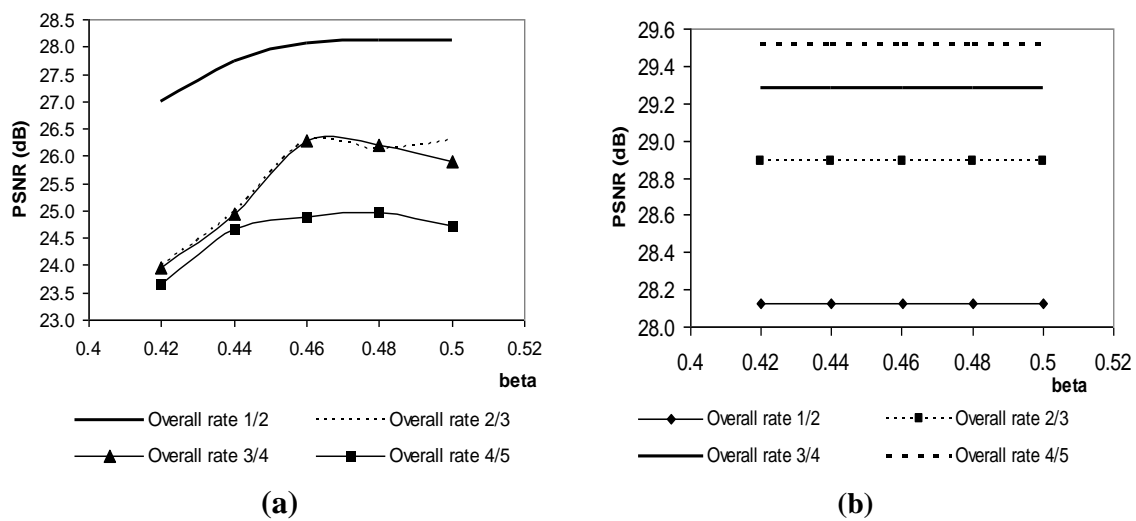 28.5
28.0
27.5
27.0
26.5
26.0
25.5
25.0
24.5
24.0
23.5
23.0
PSNR (dB)
0.4 0.42 0.44 0.46 0.48 0.5 0.52
beta
Overall rate 1/2 Overall rate 2/3
Overall rate 3/4 Overall rate 4/5
(a)
29.6
29.4
29.2
29.0
28.8
28.6
28.4
28.2
28.0
PSNR (dB)
0.4 0.42 0.44 0.46 0.48 0.5 0.52
beta
Overall rate 1/2 Overall rate 2/3
Overall rate 3/4 Overall rate 4/5
(b)